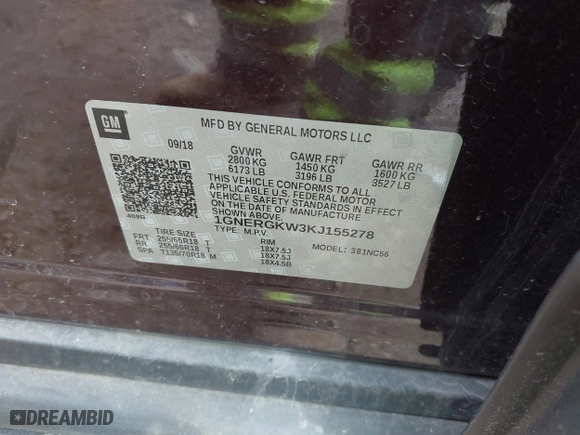 GM
MFD BY GENERAL MOTORS LLC
09/18
GVWR GAWR FRT GAWR RR
2800 KG 1450 KG 1600 KG
6173 LB 3196 LB 3527 LB
THIS VEHICLE CONFORMS TO ALL
APPLICABLE U.S. FEDERAL MOTOR
VEHICLE SAFETY STANDARDS IN EFFECT
ON THE DATE OF MANUFACTURE
1GNERGKW3KJ155278
TYPE: M.P.V. MODEL: 381NC56
TIRE SIZE RIM
FRT 255/65R18 T 18X7.5J
RR 255/65R18 T 18X7.5J
SPA T135/70R18 M 18X4.5B
DREAMBID